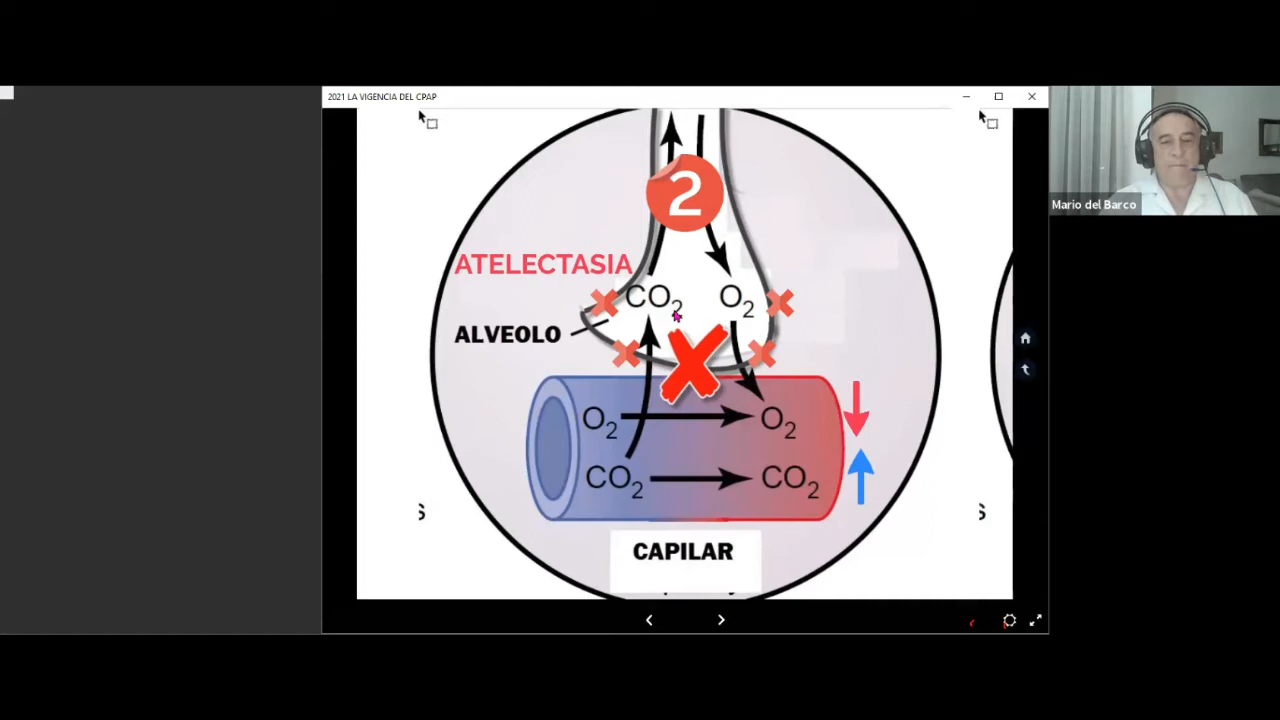 2021 LA VIGENCIA DEL CPAP
2
ATELECTASIA
CO2 O2
ALVEOLO
O2 O2
CO2 CO2
S S
CAPILAR
Mario del Barco